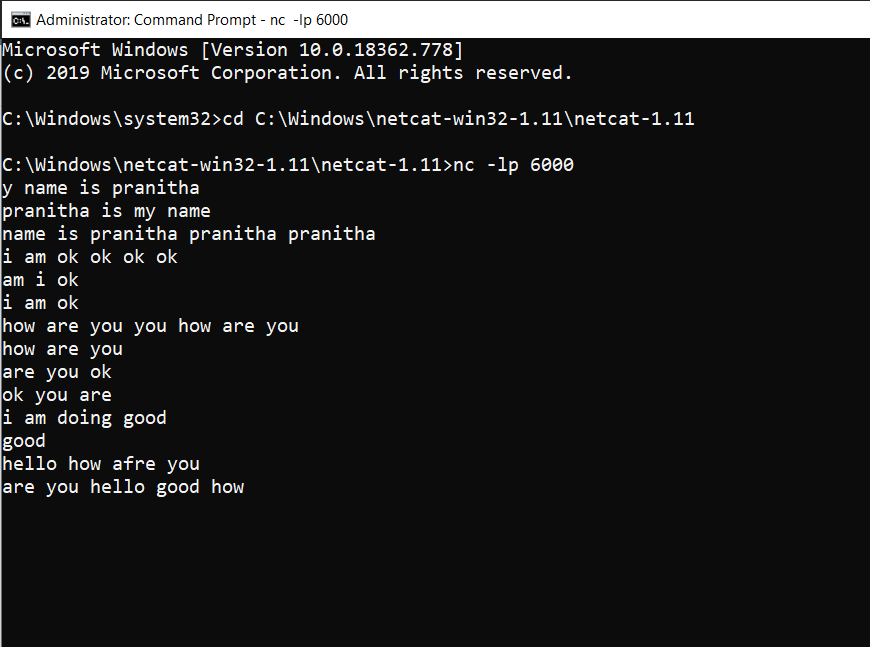 Administrator: Command Prompt - nc  -lp 6000
Microsoft Windows [Version 10.0.18362.778]
(c) 2019 Microsoft Corporation. All rights reserved.
C:\Windows\system32>cd C:\Windows\netcat-win32-1.11\netcat-1.11
C:\Windows\netcat-win32-1.11\netcat-1.11>nc -lp 6000
y name is pranitha
pranitha is my name
name is pranitha pranitha pranitha
i am ok ok ok ok
am i ok
i am ok
how are you you how are you
how are you
are you ok
ok you are
i am doing good
good
hello how afre you
are you hello good how